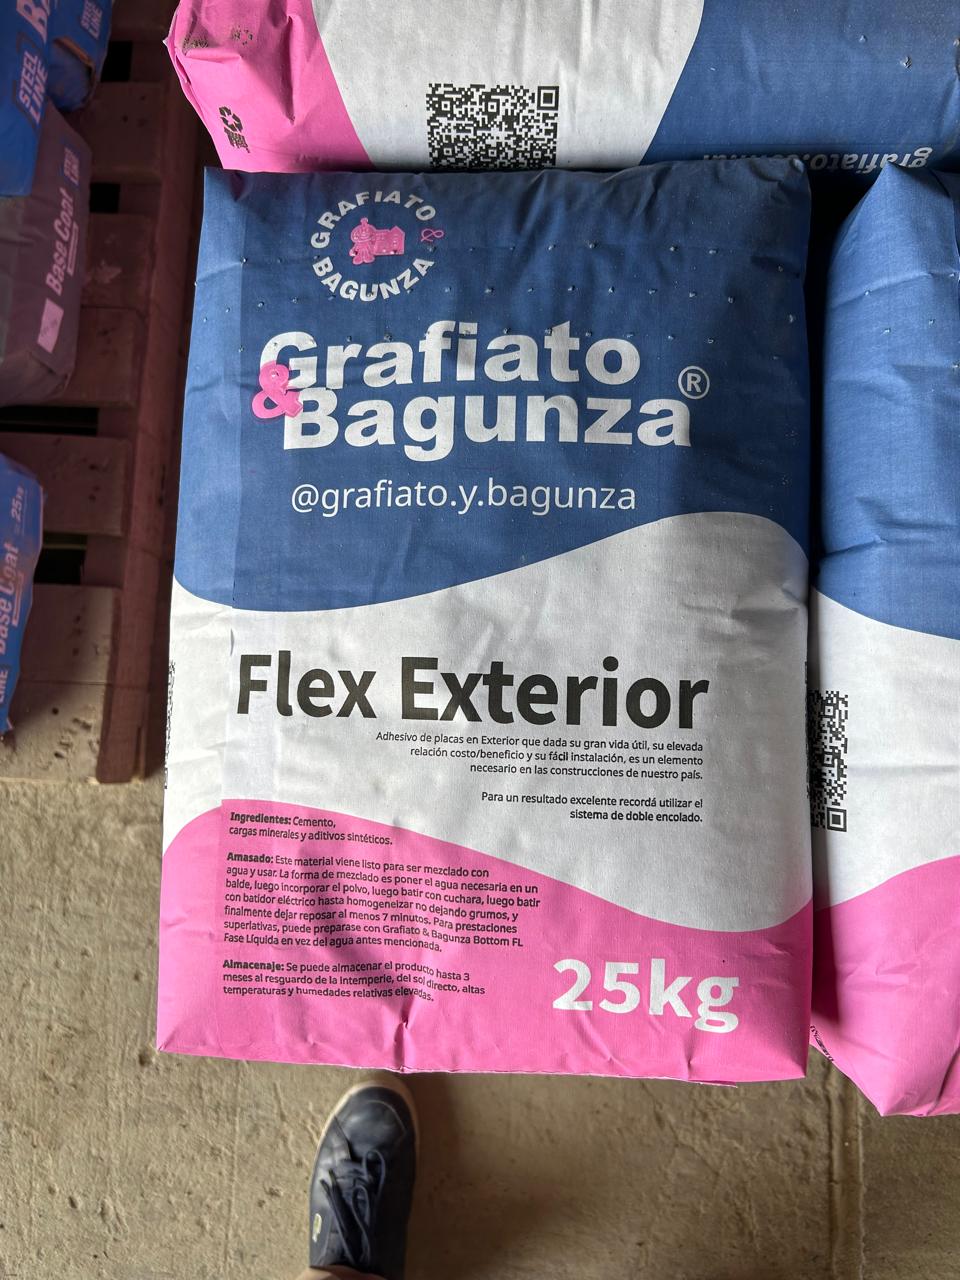 STEEL
LINE
Base Coat
25kg
Base Coat
LINE
grafiato.
GRAFIATO
&
BAGUNZA
Grafiato
&
Bagunza®
@grafiato.y.bagunza
Flex Exterior
Adhesivo de placas en Exterior que dada su gran vida útil, su elevada
relación costo/beneficio y su fácil instalación, es un elemento
necesario en las construcciones de nuestro país.
Para un resultado excelente recordá utilizar el
sistema de doble encolado.
Ingredientes: Cemento,
cargas minerales y aditivos sintéticos.
Amasado: Este material viene listo para ser mezclado con
agua y usar. La forma de mezclado es poner el agua necesaria en un
balde, luego incorporar el polvo, luego batir con cuchara, luego batir
con batidor eléctrico hasta homogeneizar no dejando grumos, y
finalmente dejar reposar al menos 7 minutos. Para prestaciones
superlativas, puede preparase con Grafiato & Bagunza Bottom FL
Fase Líquida en vez del agua antes mencionada.
Almacenaje: Se puede almacenar el producto hasta 3
meses al resguardo de la intemperie, del sol directo, altas
temperaturas y humedades relativas elevadas.
25kg